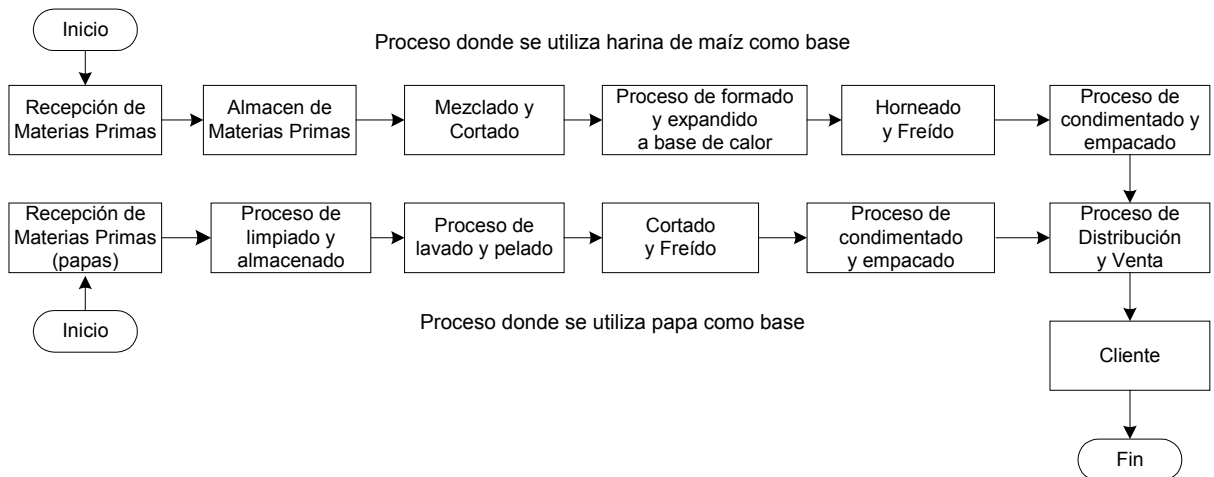 Inicio
Proceso donde se utiliza harina de maíz como base
Recepción de
Materias Primas
Almacen de
Materias Primas
Mezclado y
Cortado
Proceso de formado
y expandido
a base de calor
Horneado
y Freído
Proceso de
condimentado y
empacado
Recepción de
Materias Primas
(papas)
Proceso de
limpiado y
almacenado
Proceso de
lavado y pelado
Cortado
y Freído
Proceso de
condimentado
y empacado
Proceso de
Distribución
y Venta
Inicio
Proceso donde se utiliza papa como base
Cliente
Fin